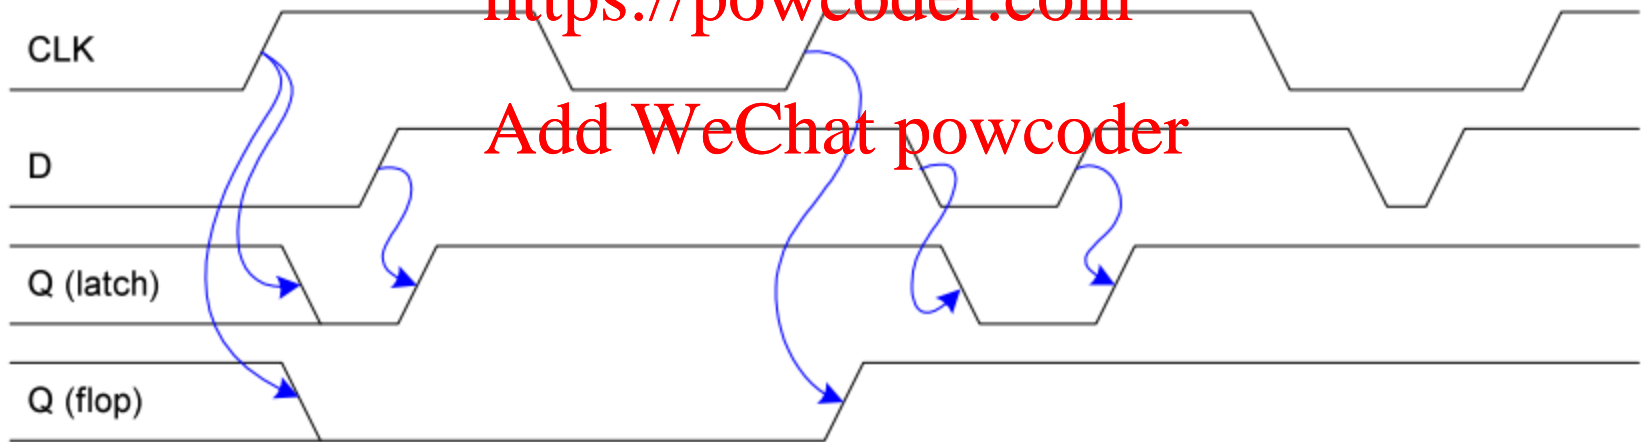 https://powcoder.com
CLK
Add WeChat powcoder
D
Q (latch)
Q (flop)